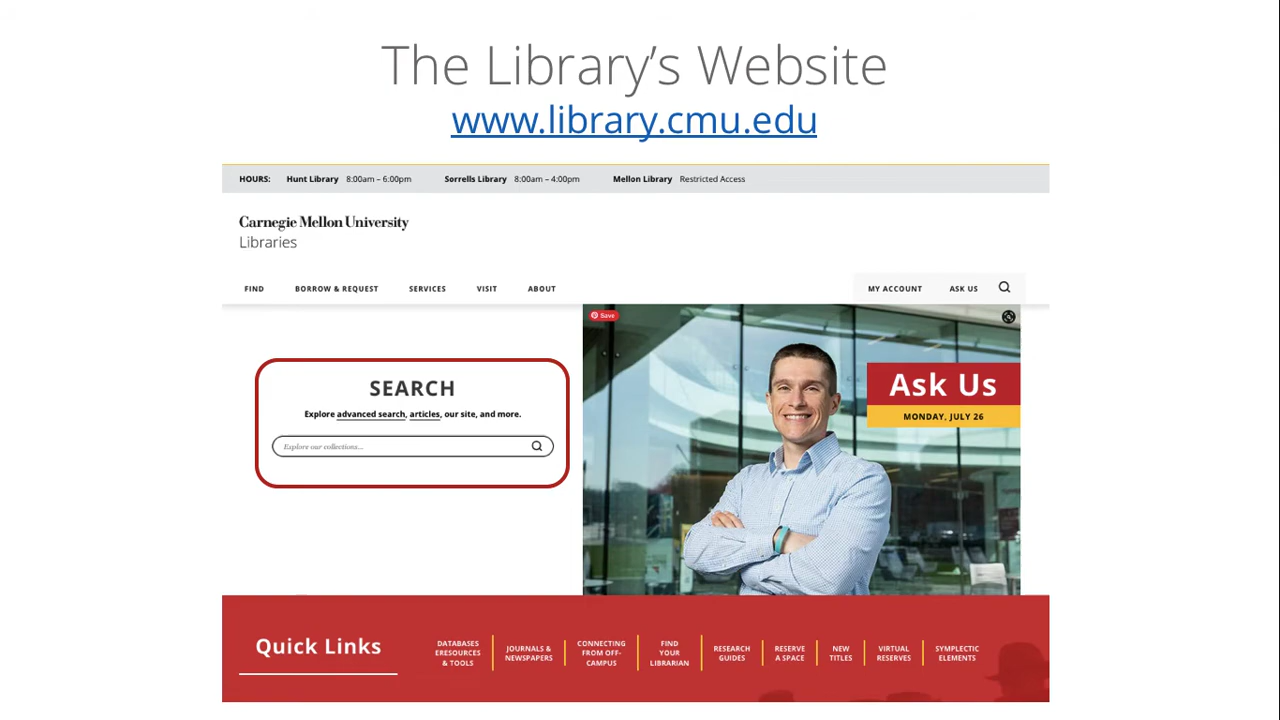 The Library’s Website
www.library.cmu.edu
HOURS: Hunt Library 8:00am – 6:00pm Sorrells Library 8:00am – 4:00pm Mellon Library Restricted Access
Carnegie Mellon University
Libraries
FIND BORROW & REQUEST SERVICES VISIT ABOUT MY ACCOUNT ASK US
Save
SEARCH
Explore advanced search, articles, our site, and more.
Explore our collections...
Ask Us
MONDAY, JULY 26
Quick Links
DATABASES
ERESOURCES
& TOOLS
JOURNALS &
NEWSPAPERS
CONNECTING
FROM OFF-
CAMPUS
FIND
YOUR
LIBRARIAN
RESEARCH
GUIDES
RESERVE
A SPACE
NEW
TITLES
VIRTUAL
RESERVES
SYMPLECTIC
ELEMENTS